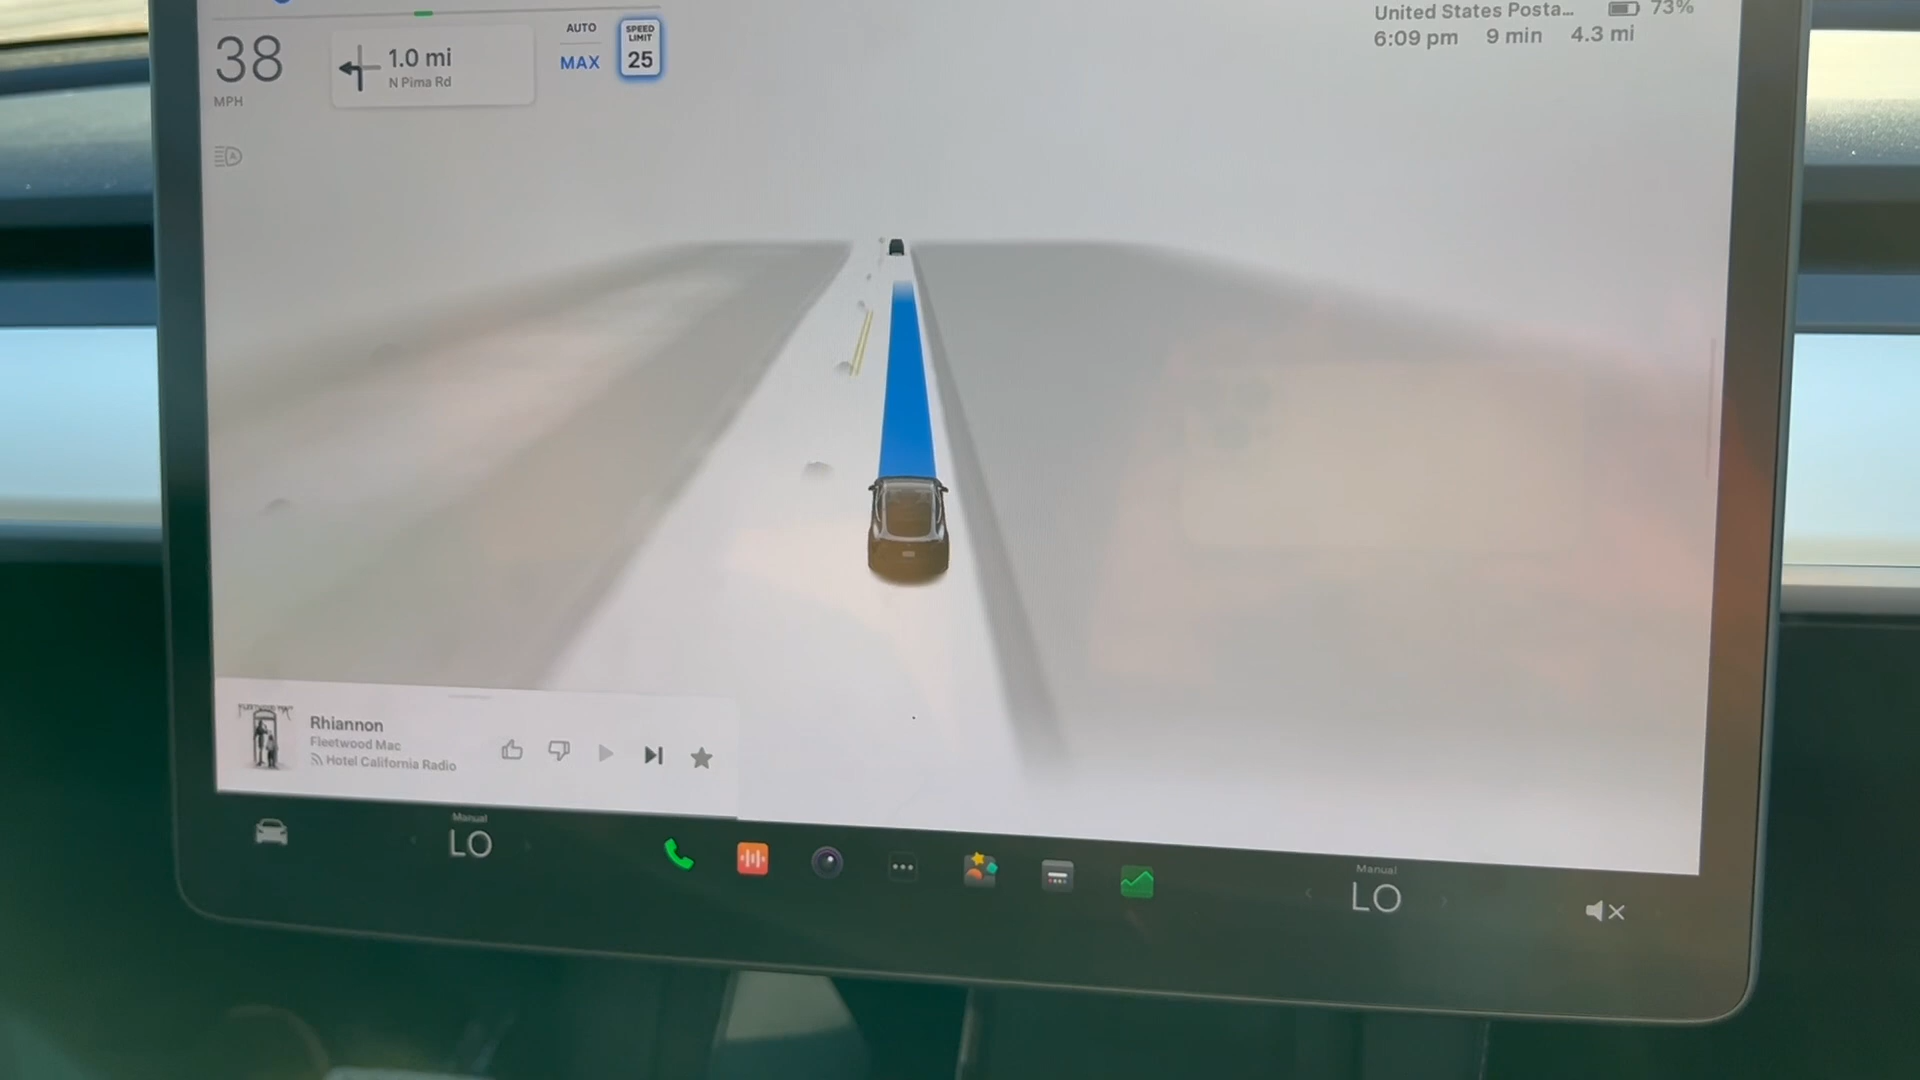 38
MPH
1.0 mi
N Pima Rd
AUTO
MAX
SPEED
LIMIT
25
United States Posta...
73%
6:09 pm 9 min 4.3 mi
Rhiannon
Fleetwood Mac
Hotel California Radio
Manual
LO
Manual
LO